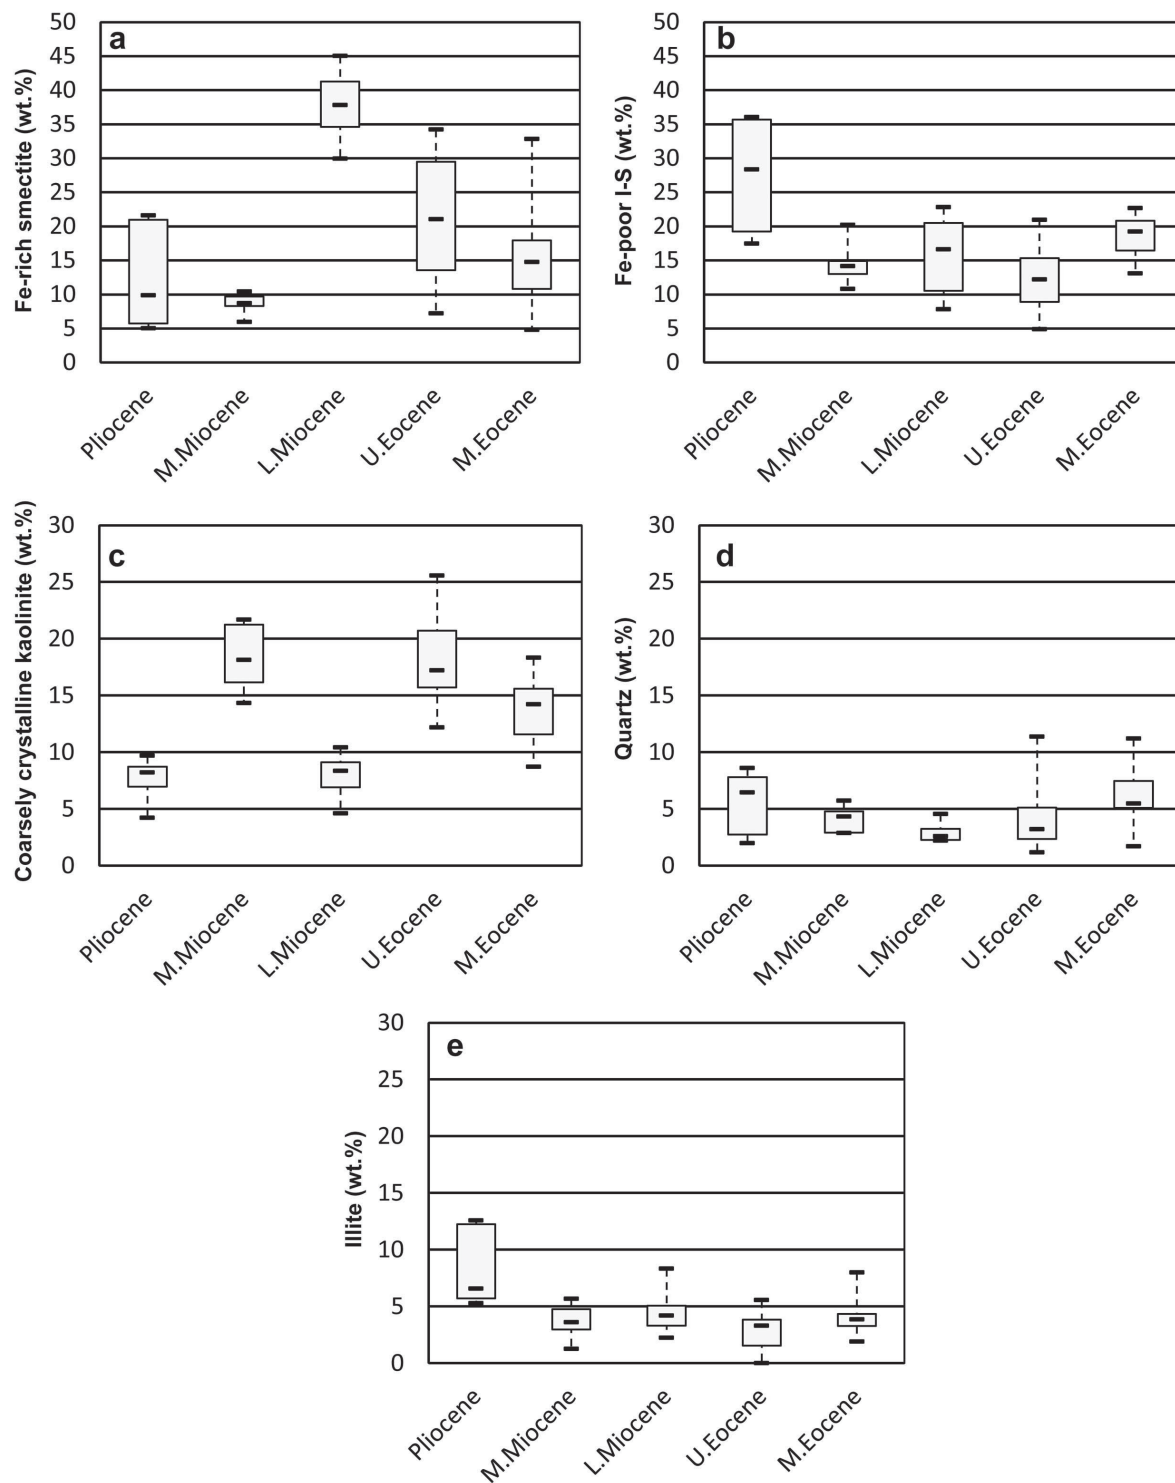 a
Fe-rich smectite (wt.%)
50
45
40
35
30
25
20
15
10
5
0
Pliocene
M.Miocene
L.Miocene
U.Eocene
M.Eocene
b
Fe-poor I-S (wt.%)
50
45
40
35
30
25
20
15
10
5
0
Pliocene
M.Miocene
L.Miocene
U.Eocene
M.Eocene
c
Coarsely crystalline kaolinite (wt.%)
30
25
20
15
10
5
0
Pliocene
M.Miocene
L.Miocene
U.Eocene
M.Eocene
d
Quartz (wt.%)
30
25
20
15
10
5
0
Pliocene
M.Miocene
L.Miocene
U.Eocene
M.Eocene
e
Illite (wt.%)
30
25
20
15
10
5
0
Pliocene
M.Miocene
L.Miocene
U.Eocene
M.Eocene